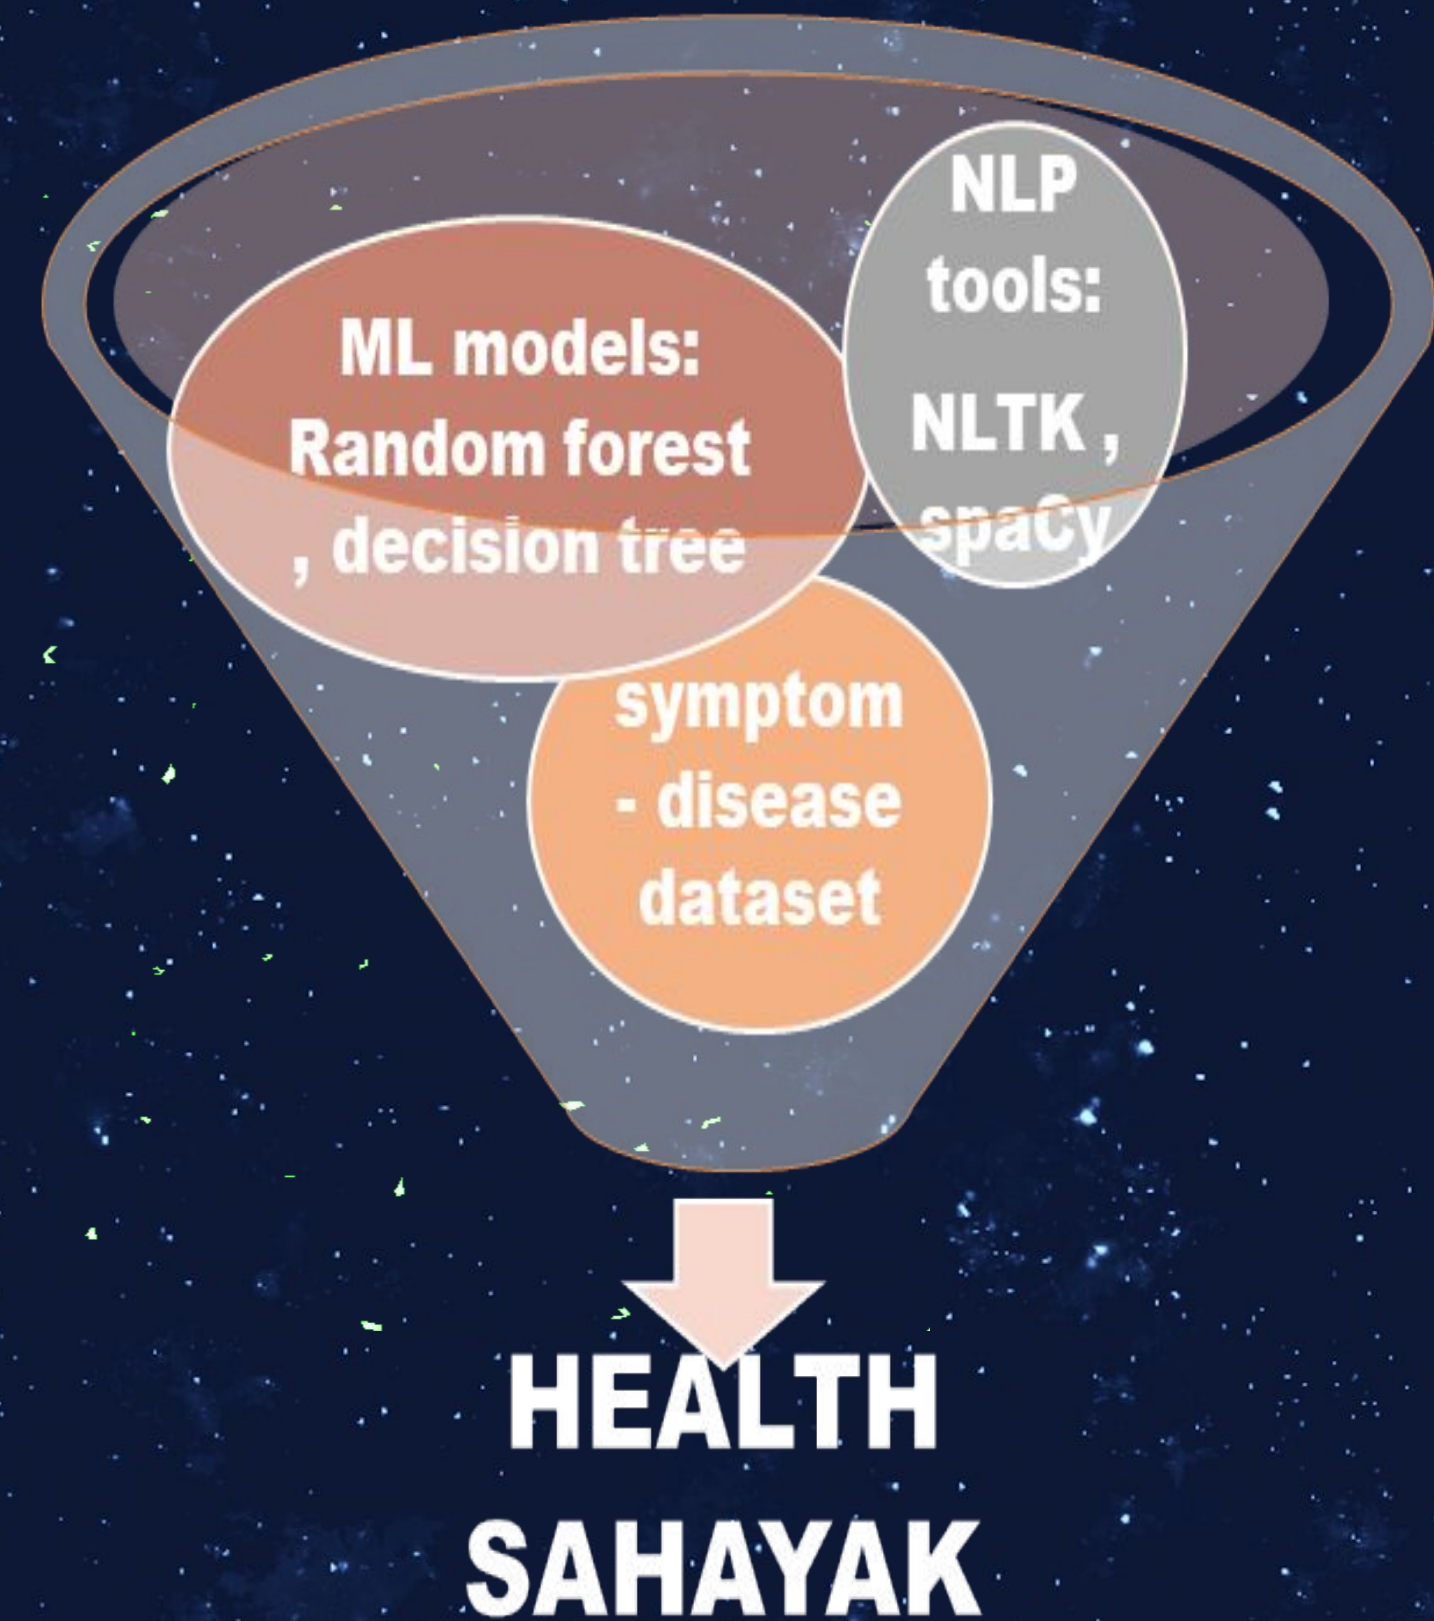 NLP
tools:
NLTK ,
spaCy
ML models:
Random forest
, decision tree
symptom
- disease
dataset
HEALTH
SAHAYAK